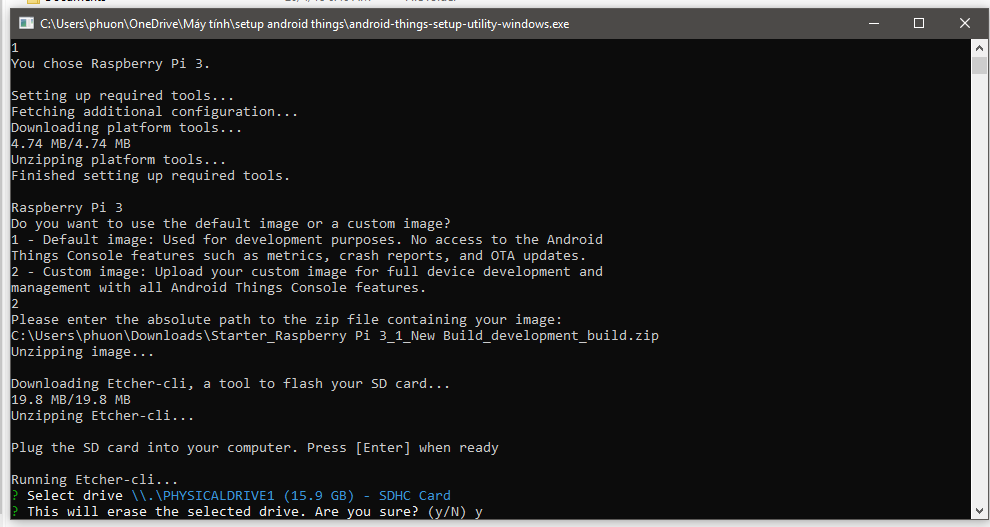 C:\Users\phuon\OneDrive\Máy tính\setup android things\android-things-setup-utility-windows.exe
1
You chose Raspberry Pi 3.
Setting up required tools...
Fetching additional configuration...
Downloading platform tools...
4.74 MB/4.74 MB
Unzipping platform tools...
Finished setting up required tools.
Raspberry Pi 3
Do you want to use the default image or a custom image?
1 - Default image: Used for development purposes. No access to the Android
Things Console features such as metrics, crash reports, and OTA updates.
2 - Custom image: Upload your custom image for full device development and
management with all Android Things Console features.
2
Please enter the absolute path to the zip file containing your image:
C:\Users\phuon\Downloads\Starter_Raspberry Pi 3_1_New Build_development_build.zip
Unzipping image...
Downloading Etcher-cli, a tool to flash your SD card...
19.8 MB/19.8 MB
Unzipping Etcher-cli...
Plug the SD card into your computer. Press [Enter] when ready
Running Etcher-cli...
? Select drive \\.\PHYSICALDRIVE1 (15.9 GB) - SDHC Card
? This will erase the selected drive. Are you sure? (y/N) y